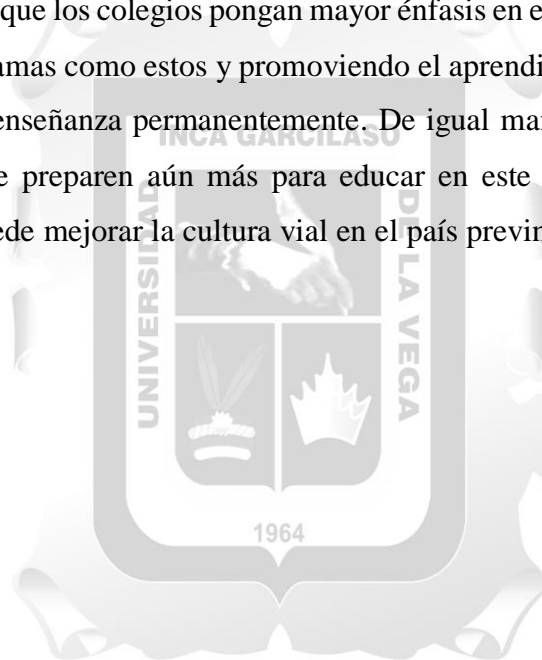 que los colegios pongan mayor énfasis en e
amas como estos y promoviendo el aprendi
enseñanza permanentemente. De igual mar
e preparen aún más para educar en este
ede mejorar la cultura vial en el país previn
INCA GARCILASO
UNIVERSIDAD
DE LA VEGA
1964